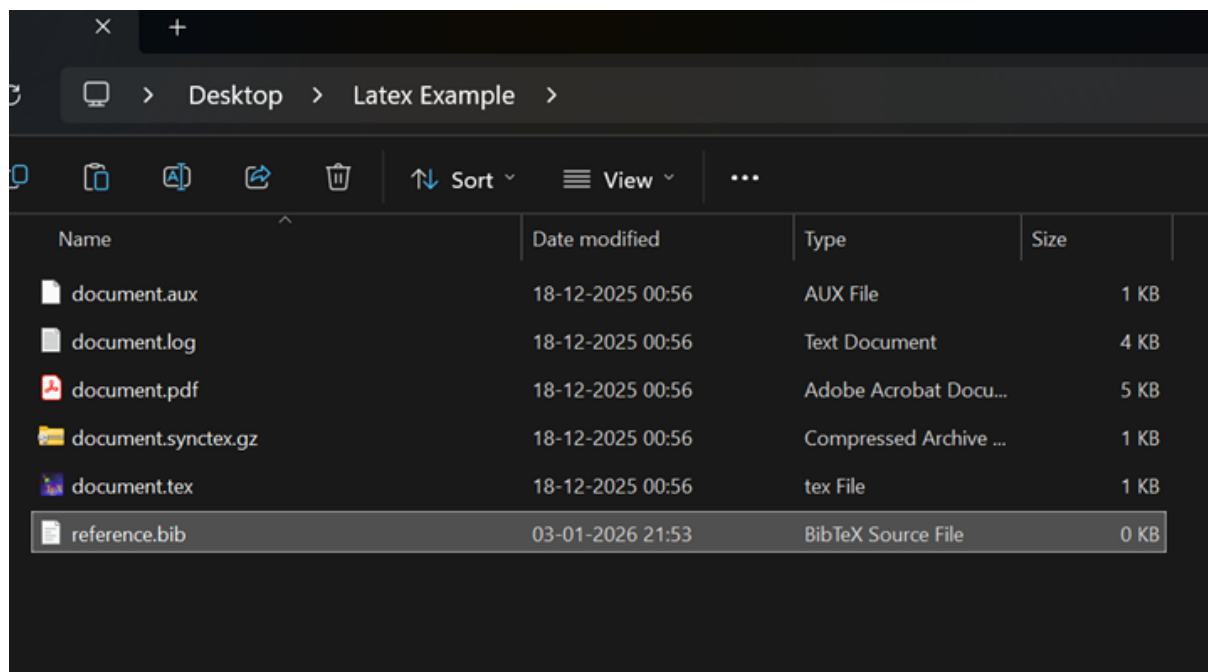 Desktop > Latex Example >
Sort View ...
Name Date modified Type Size
document.aux 18-12-2025 00:56 AUX File 1 KB
document.log 18-12-2025 00:56 Text Document 4 KB
document.pdf 18-12-2025 00:56 Adobe Acrobat Docu... 5 KB
document.synctex.gz 18-12-2025 00:56 Compressed Archive ... 1 KB
document.tex 18-12-2025 00:56 tex File 1 KB
reference.bib 03-01-2026 21:53 BibTeX Source File 0 KB